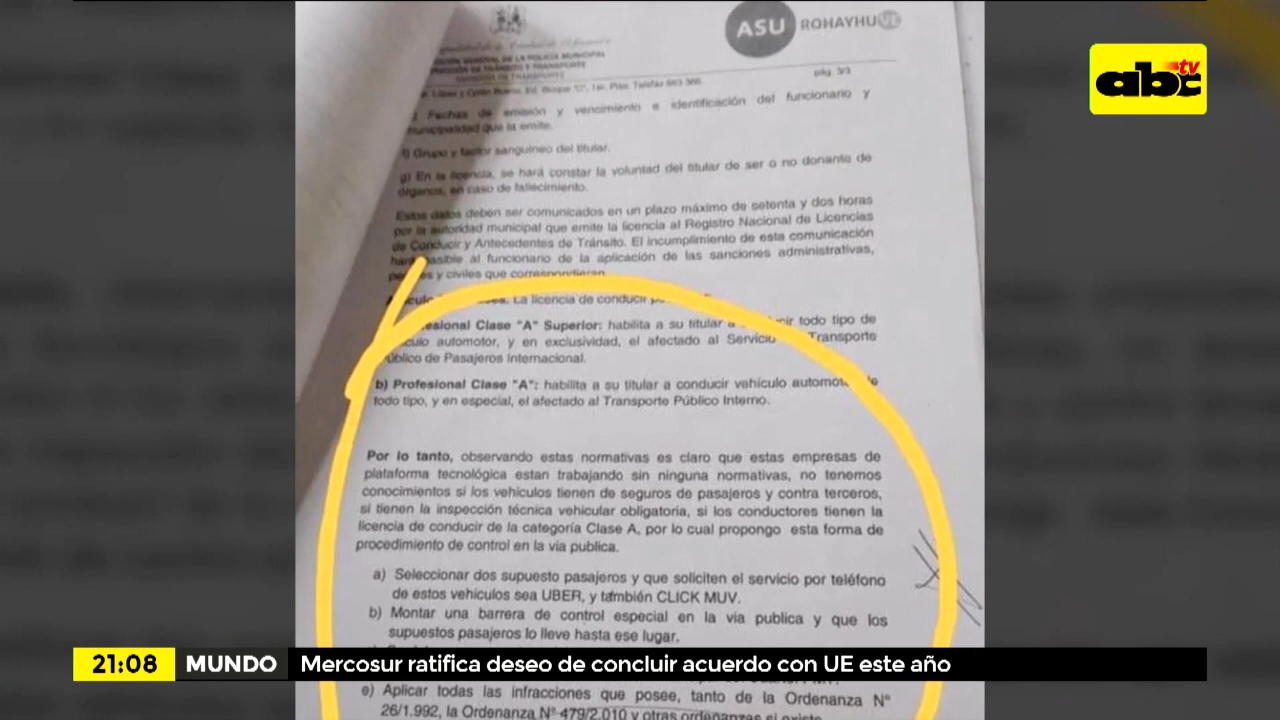 ASU ROHAYHU
abc tv
DE LA POLICÍA MUNICIPAL
pág. 3/3
Fechas de emisión y vencimiento e identificación del funcionario y
municipalidad que la emite.
f) Grupo y factor sanguíneo del titular.
g) En la licencia, se hará constar la voluntad del titular de ser o no donante de
órganos, en caso de fallecimiento.
Estos datos deben ser comunicados en un plazo máximo de setenta y dos horas
por la autoridad municipal que emite la licencia al Registro Nacional de Licencias
de Conducir y Antecedentes de Tránsito. El incumplimiento de esta comunicación
hará pasible al funcionario de la aplicación de las sanciones administrativas,
y civiles que correspondieran.
La licencia de conducir
"A" Superior: habilita a su titular a todo tipo de
automotor, y en exclusividad, el afectado al Servicio Transporte
Público de Pasajeros Internacional.
b) Profesional Clase "A": habilita a su titular a conducir vehículo
todo tipo, y en especial, el afectado al Transporte Público Interno.
Por lo tanto, observando estas normativas es claro que estas empresas de
plataforma tecnológica estan trabajando sin ninguna normativas, no tenemos
conocimientos si los vehículos tienen de seguros de pasajeros y contra terceros,
si tienen la inspección técnica vehicular obligatoria, si los conductores tienen la
licencia de conducir de la categoría Clase A, por lo cual propongo esta forma de
procedimiento de control en la via publica.
a) Seleccionar dos supuesto pasajeros y que soliciten el servicio por teléfono
de estos vehículos sea UBER, y también CLICK MUV.
b) Montar una barrera de control especial en la via publica y que los
supuestos pasajeros lo lleve hasta ese lugar.
21:08 MUNDO Mercosur ratifica deseo de concluir acuerdo con UE este año
e) Aplicar todas las infracciones que posee, tanto de la Ordenanza N°
26/1.992, la Ordenanza N° 479/2.010 y otras ordenanzas si existe